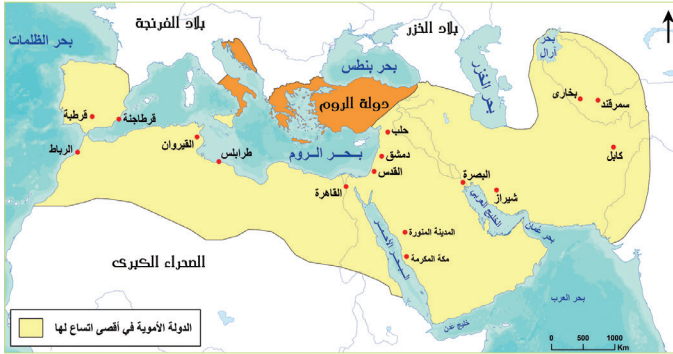 بحر الظلمات
بلاد الفرنجة
بلاد الخزر
بحر
آرال
بحر بنطس
بحر الخزر
بخارى
سمرقند
دولة الروم
قرطبة
قرطاجنة
حلب
الرباط
القيروان
طرابلس
بحر الروم
دمشق
كابل
القدس
البصرة
القاهرة
شيراز
الخليج العربي
بحر عمان
المدينة المنورة
البحر الأحمر
مكة المكرمة
الصحراء الكبرى
بحر العرب
خليج عدن
الدولة الأموية في أقصى اتساع لها
0 500 1000
Km